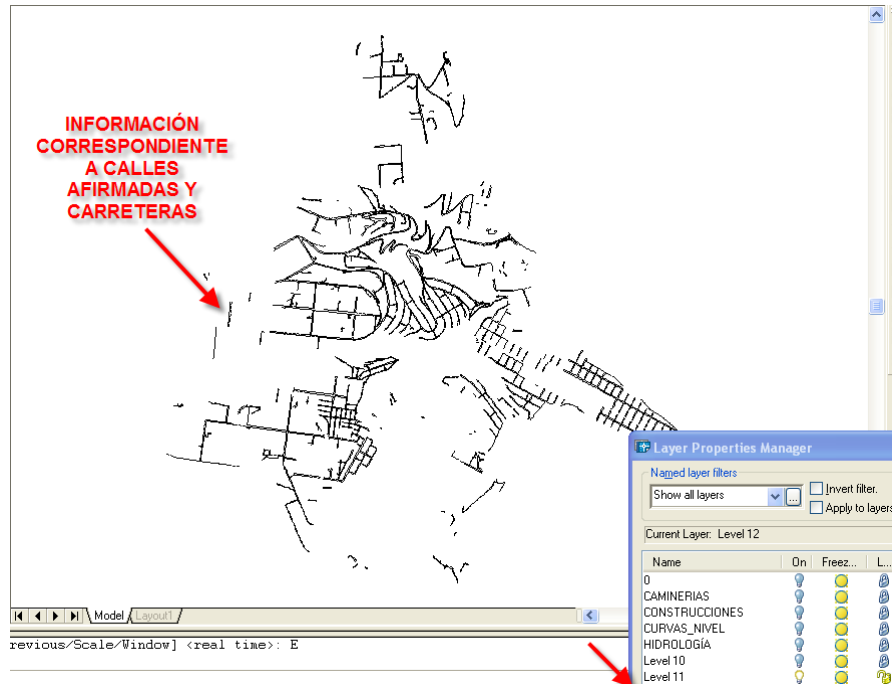 INFORMACIÓN
CORRESPONDIENTE
A CALLES
AFIRMADAS Y
CARRETERAS
Layer Properties Manager
Named layer filters
Show all layers
...
Invert filter.
Apply to layers
Current Layer: Level 12
Name On Freez... L...
0
CAMINERIAS
CONSTRUCCIONES
CURVAS_NIVEL
HIDROLOGÍA
Level 10
Level 11
Model Layout1
revious/Scale/Window] <real time>: E